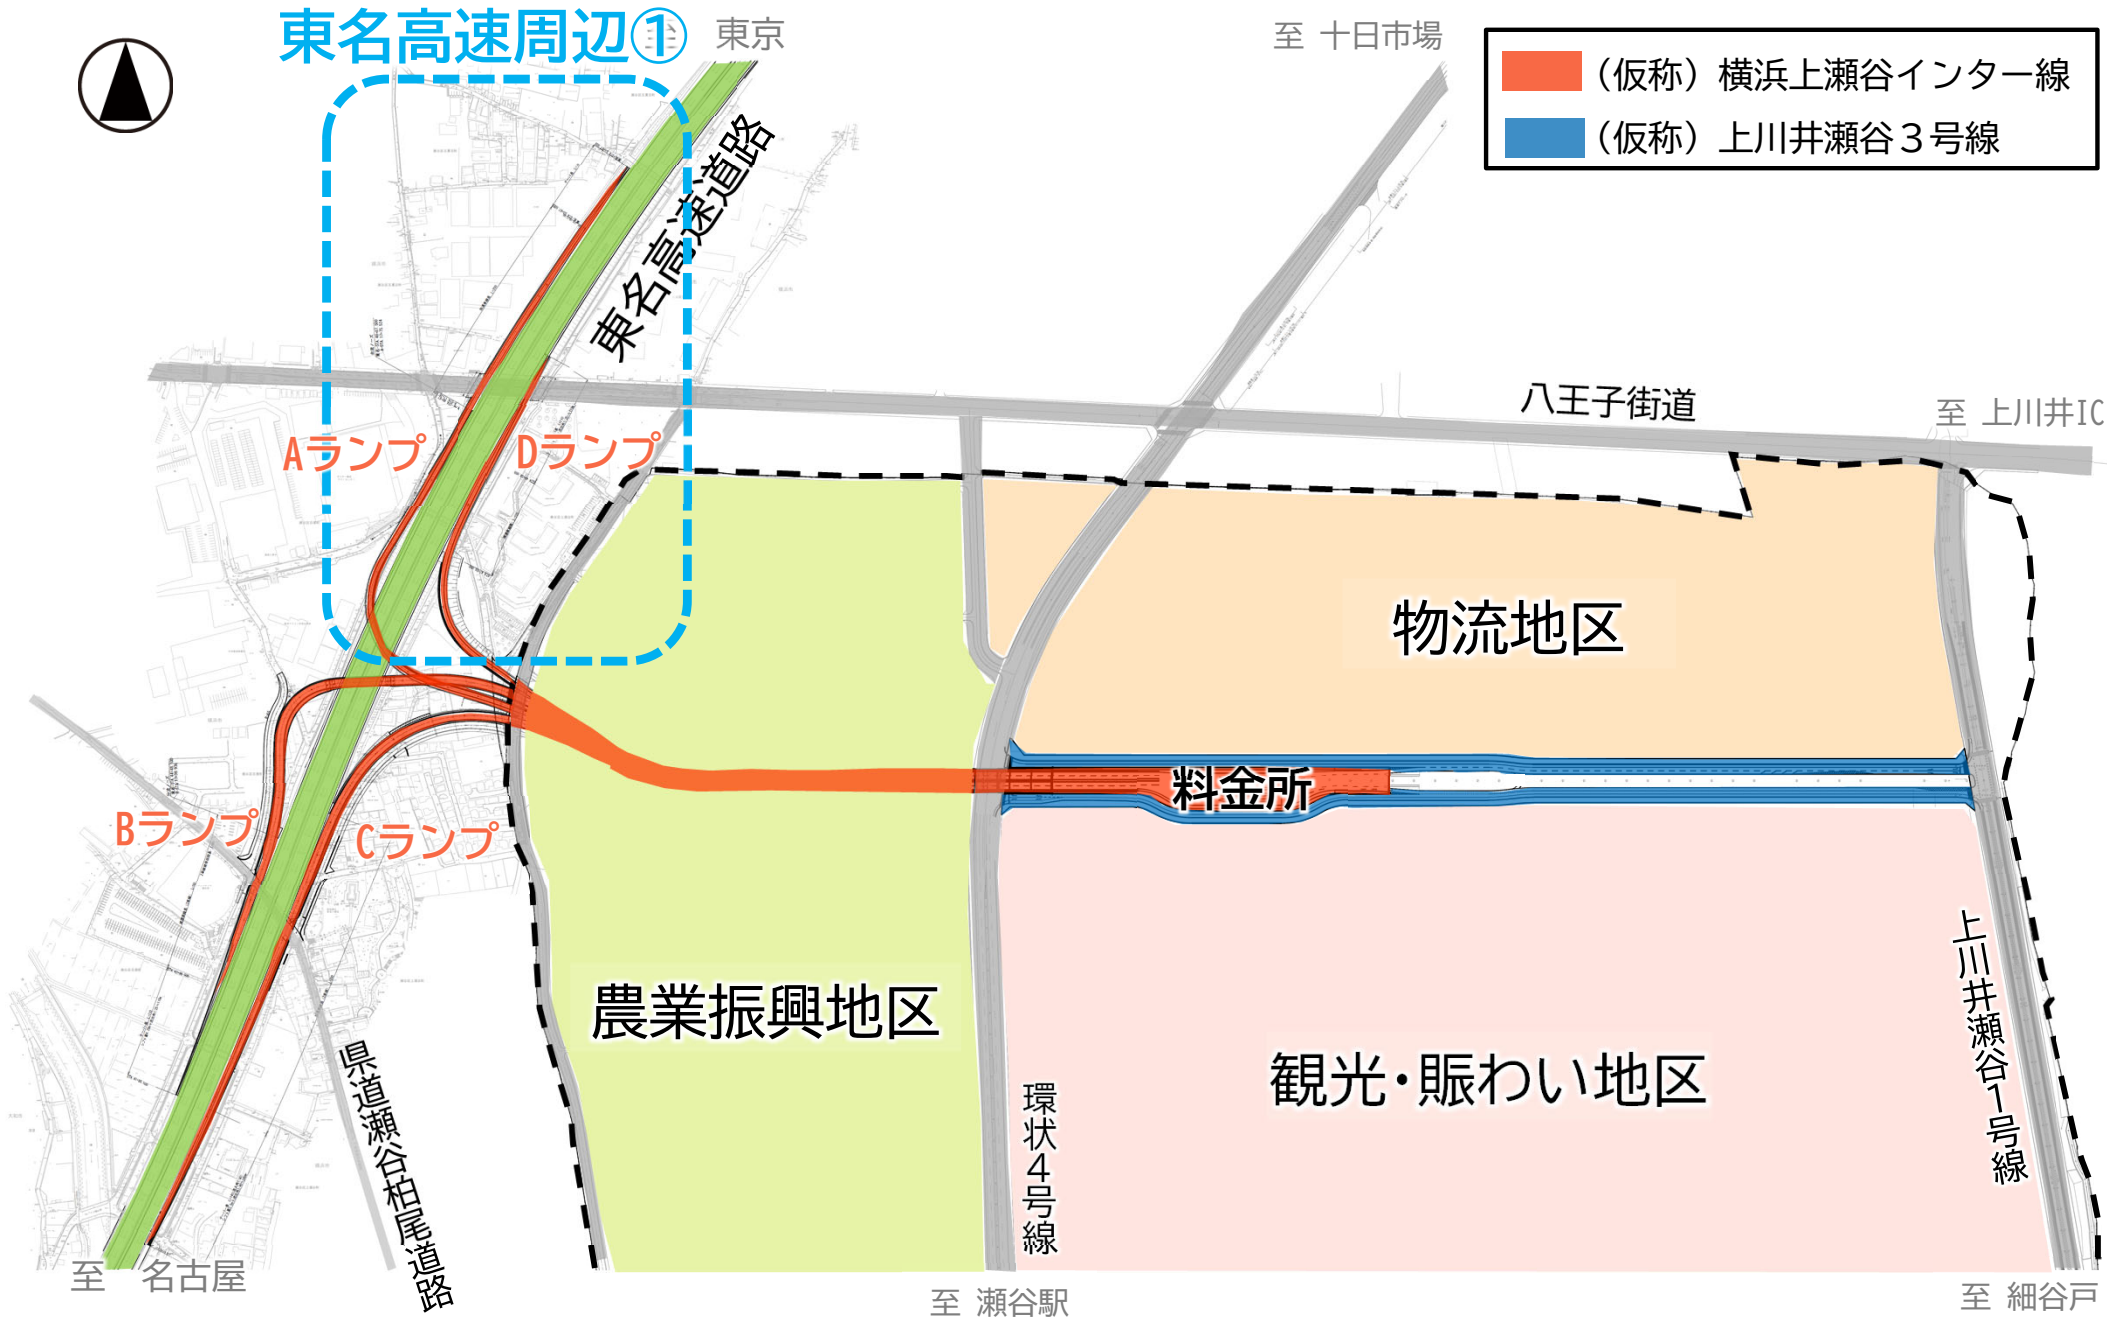 東名高速周辺①
至 東京
至 十日市場
（仮称）横浜上瀬谷インター線
（仮称）上川井瀬谷３号線
東名高速道路
八王子街道
至 上川井IC
Aランプ
Dランプ
物流地区
料金所
Bランプ
Cランプ
農業振興地区
観光・賑わい地区
上川井瀬谷1号線
県道瀬谷柏尾道路
環状4号線
至 名古屋
至 瀬谷駅
至 細谷戸